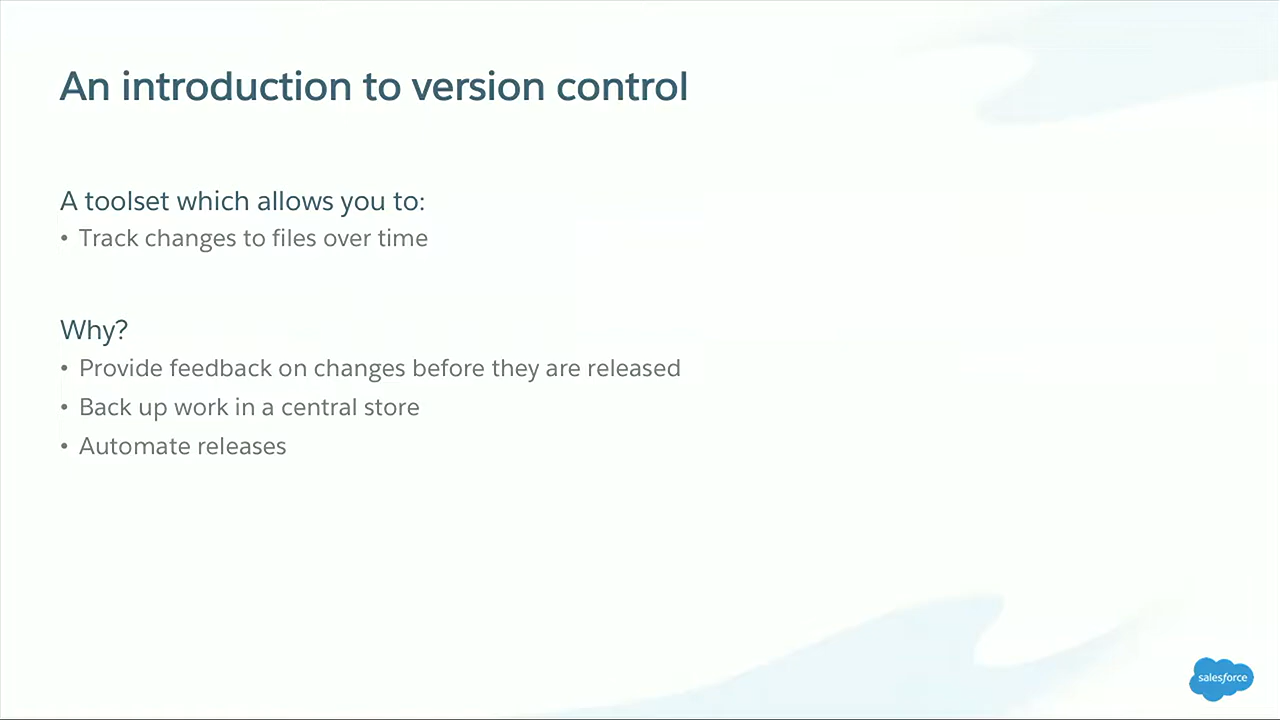 An introduction to version control
A toolset which allows you to:
• Track changes to files over time
Why?
• Provide feedback on changes before they are released
• Back up work in a central store
• Automate releases
salesforce